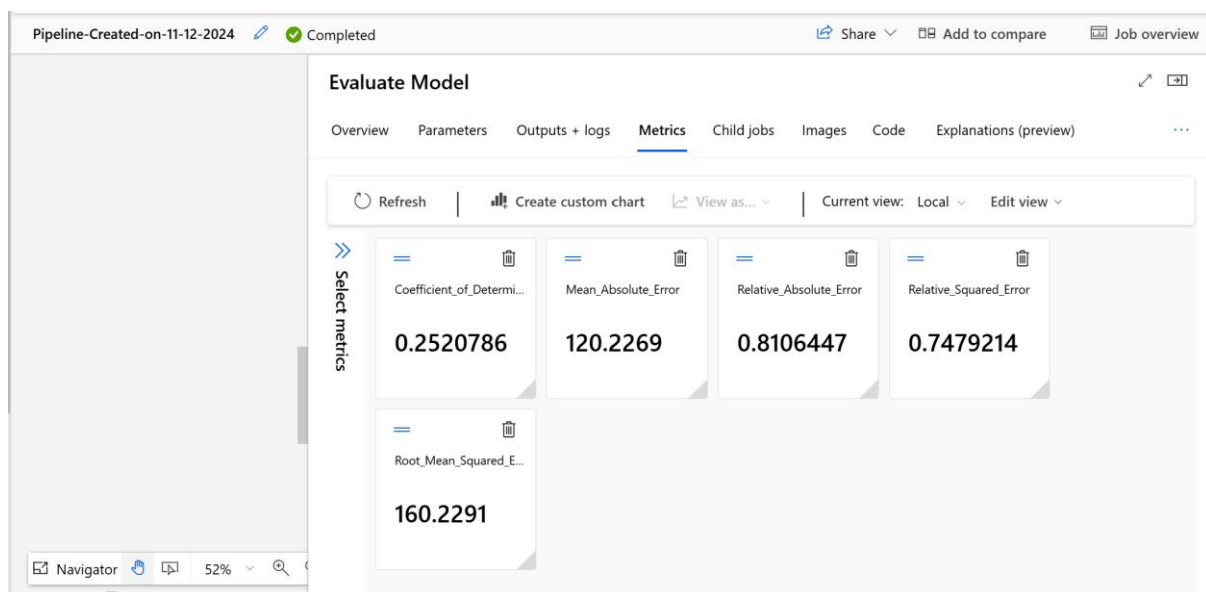 Pipeline-Created-on-11-12-2024 Completed Share Add to compare Job overview
Evaluate Model
Overview Parameters Outputs + logs Metrics Child jobs Images Code Explanations (preview) ...
Refresh Create custom chart View as... Current view: Local Edit view
Select metrics
Coefficient_of_Determi... Mean_Absolute_Error Relative_Absolute_Error Relative_Squared_Error
0.2520786 120.2269 0.8106447 0.7479214
Root_Mean_Squared_E...
160.2291
Navigator 52%